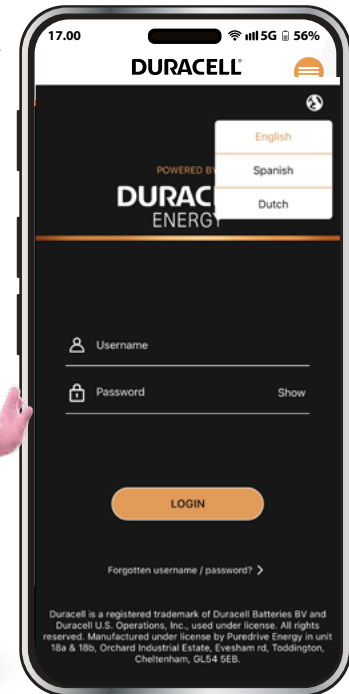 17.00 5G 56%
DURACELL
English
Spanish
Dutch
POWERED BY
DURAC
ENERGY
Username
Password Show
LOGIN
Forgotten username / password? >
Duracell is a registered trademark of Duracell Batteries BV and
Duracell U.S. Operations, Inc., used under license. All rights
reserved. Manufactured under license by Puredrive Energy in unit
18a & 18b, Orchard Industrial Estate, Evesham rd, Toddington,
Cheltenham, GL54 5EB.